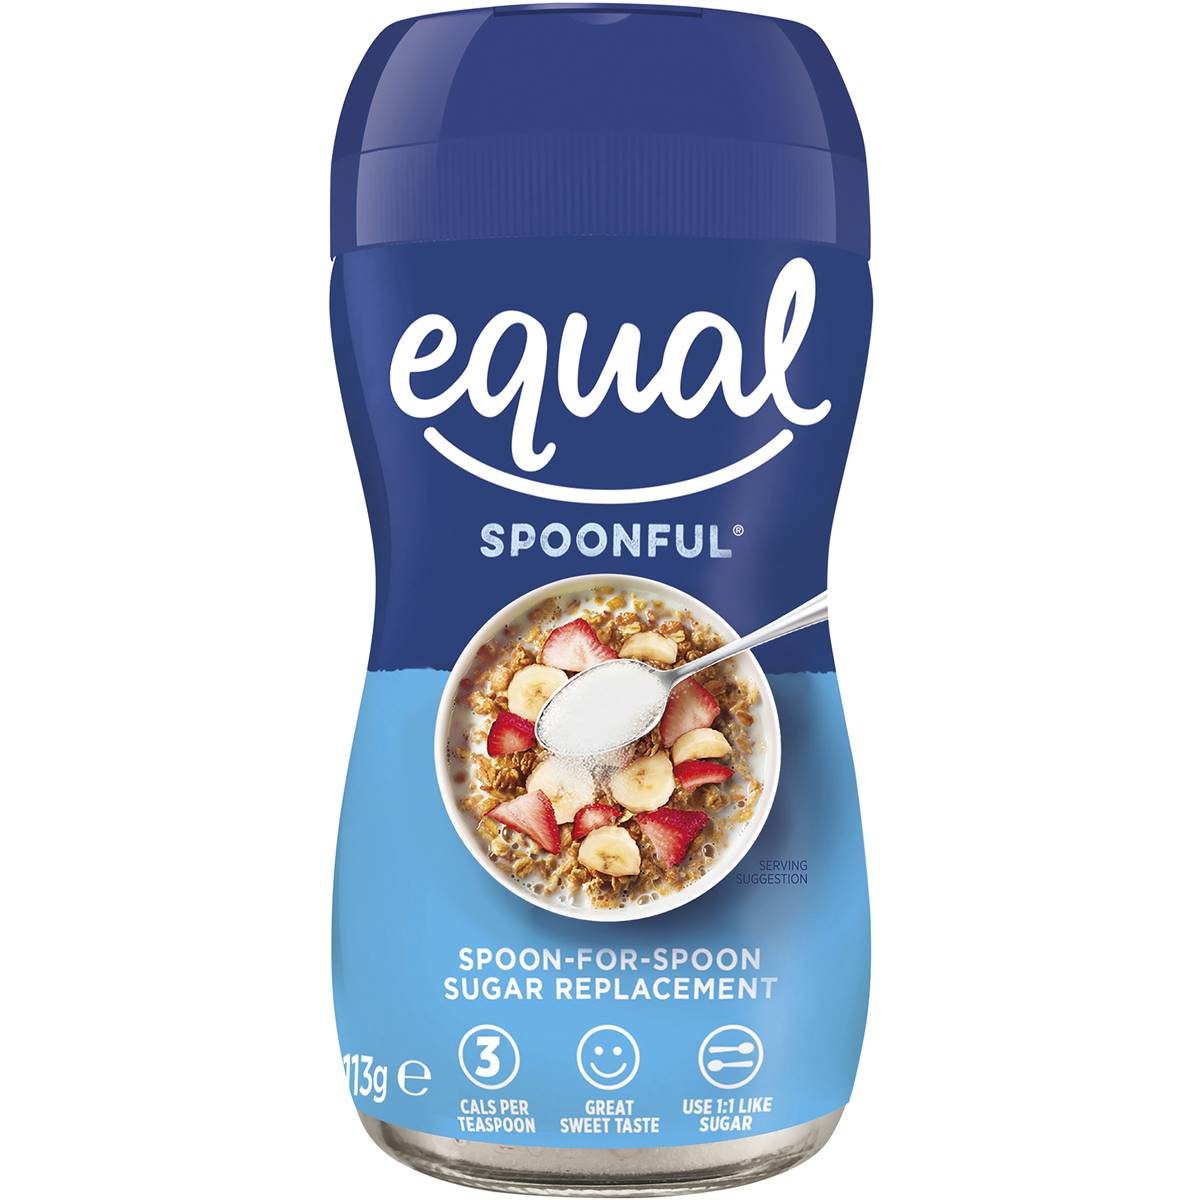 equal
SPOONFUL®
SERVING
SUGGESTION
SPOON-FOR-SPOON
SUGAR REPLACEMENT
113g ℮
3
CALS PER
TEASPOON
GREAT
SWEET TASTE
USE 1:1 LIKE
SUGAR